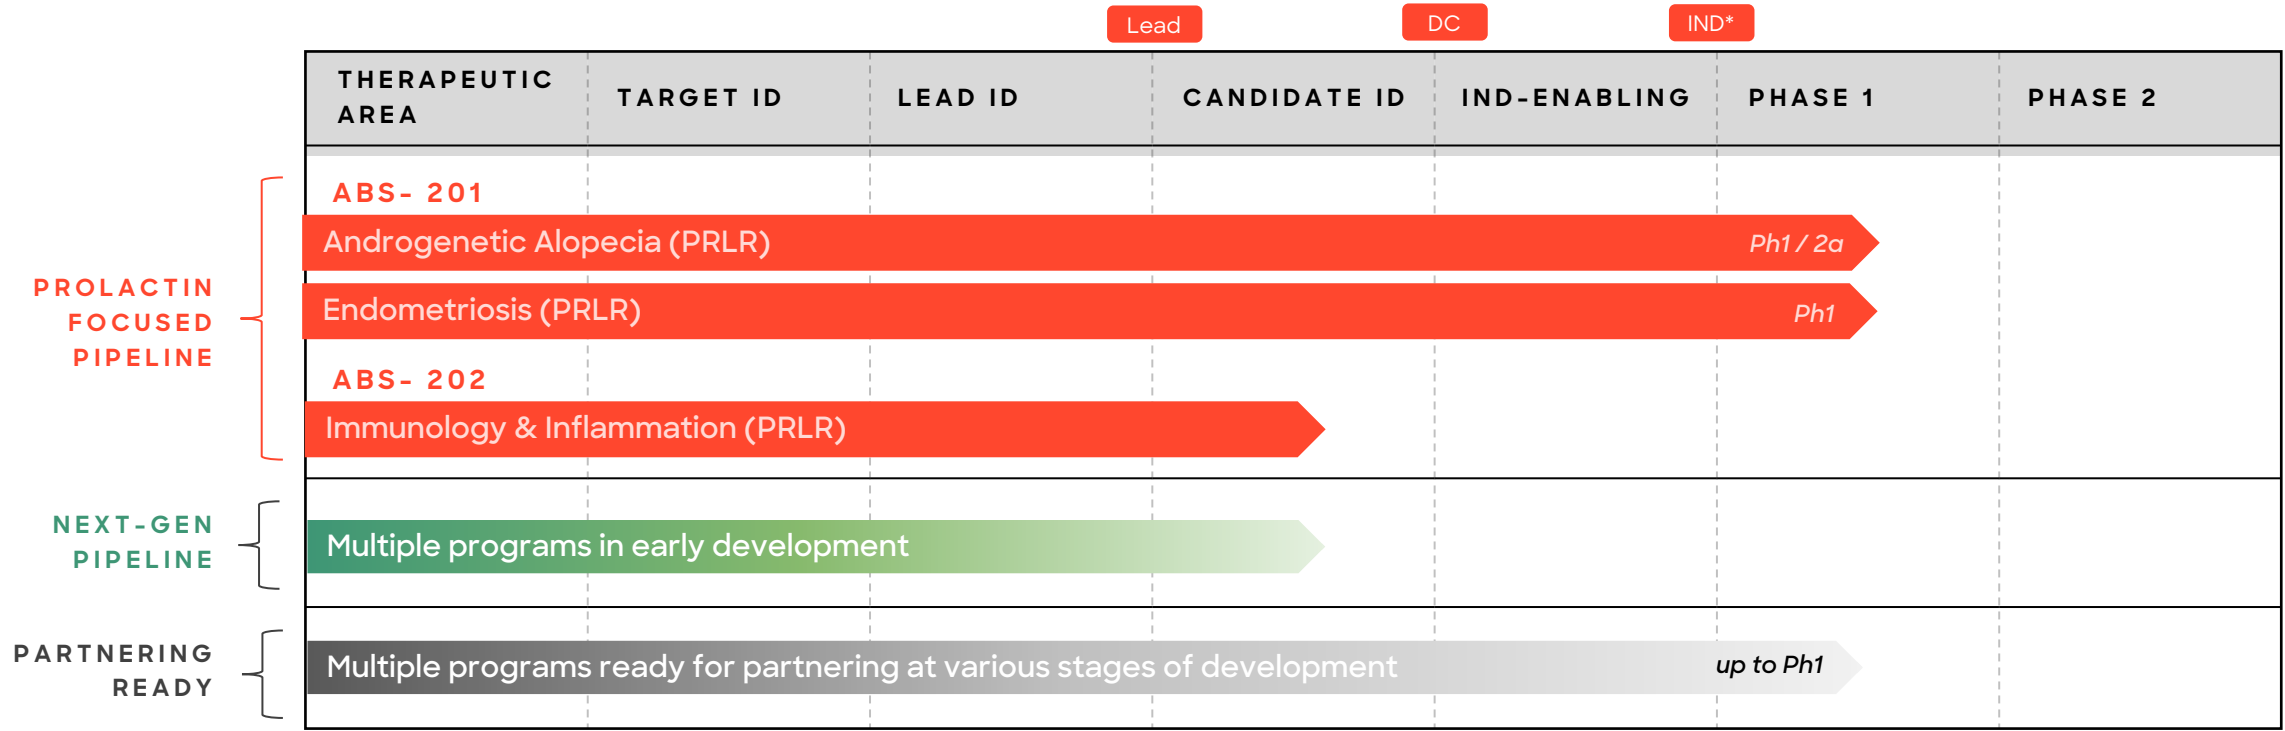 Lead
DC
IND*
THERAPEUTIC
AREA
TARGET ID
LEAD ID
CANDIDATE ID
IND-ENABLING
PHASE 1
PHASE 2
PROLACTIN
FOCUSED
PIPELINE
ABS- 201
Androgenetic Alopecia (PRLR)
Ph1 / 2a
Endometriosis (PRLR)
Ph1
ABS- 202
Immunology & Inflammation (PRLR)
NEXT-GEN
PIPELINE
Multiple programs in early development
PARTNERING
READY
Multiple programs ready for partnering at various stages of development
up to Ph1